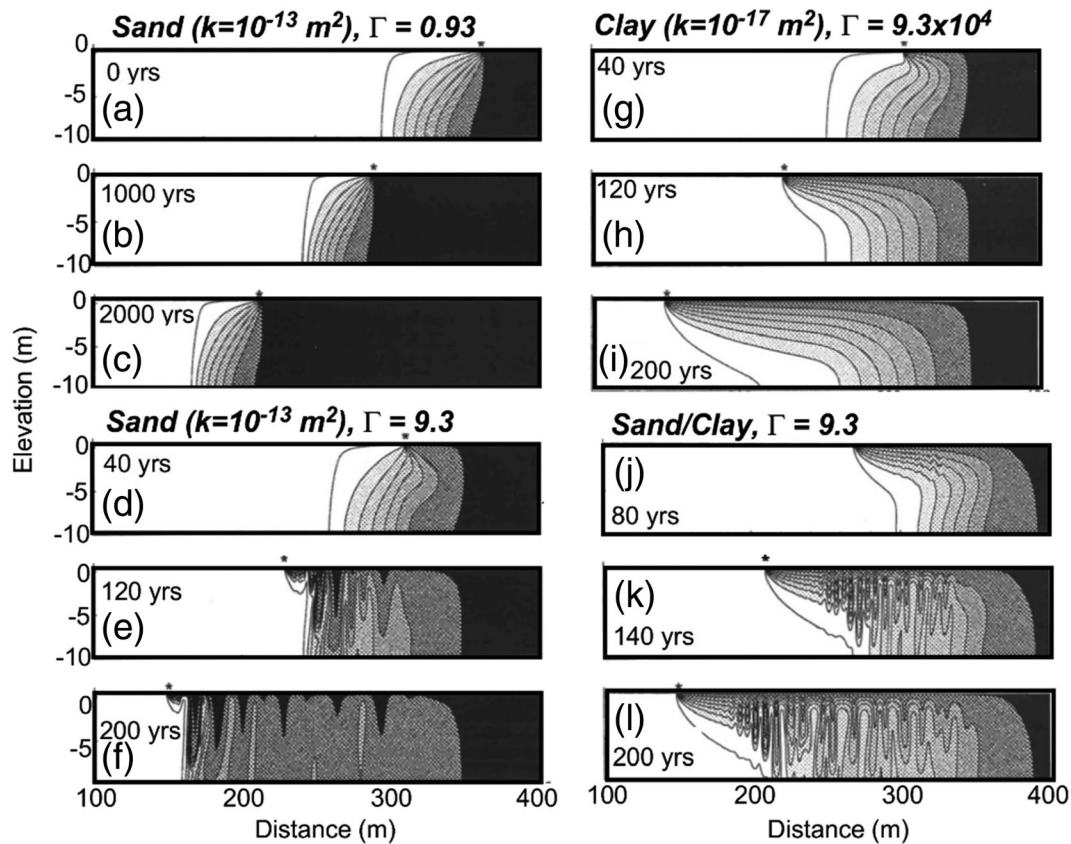 Sand (k=10⁻¹³ m²), Γ = 0.93
*
0
-5
-10
0 yrs
(a)
*
0
-5
-10
1000 yrs
(b)
*
0
-5
-10
2000 yrs
(c)
Sand (k=10⁻¹³ m²), Γ = 9.3
*
0
-5
-10
40 yrs
(d)
*
0
-5
-10
120 yrs
(e)
*
0
-5
200 yrs
(f)
100 200 300 400
Distance (m)
Elevation (m)
Clay (k=10⁻¹⁷ m²), Γ = 9.3x10⁴
*
40 yrs
(g)
*
120 yrs
(h)
*
(i)
200 yrs
Sand/Clay, Γ = 9.3
(j)
80 yrs
*
(k)
140 yrs
*
(l)
200 yrs
100 200 300 400
Distance (m)